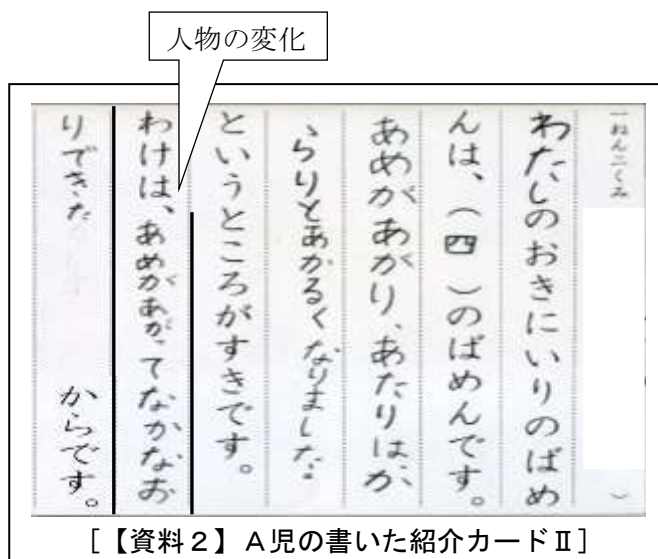 人物の変化
一ねん二くみ
）
わたしのおきにいりのばめ
んは、（四）のばめんです。
あめがあがり、あたりはか、
、らりとあかるくなりました。
というところがすきです。
わけは、あめがあがってなかなお
りできた からです。
[【資料２】A児の書いた紹介カードⅡ]